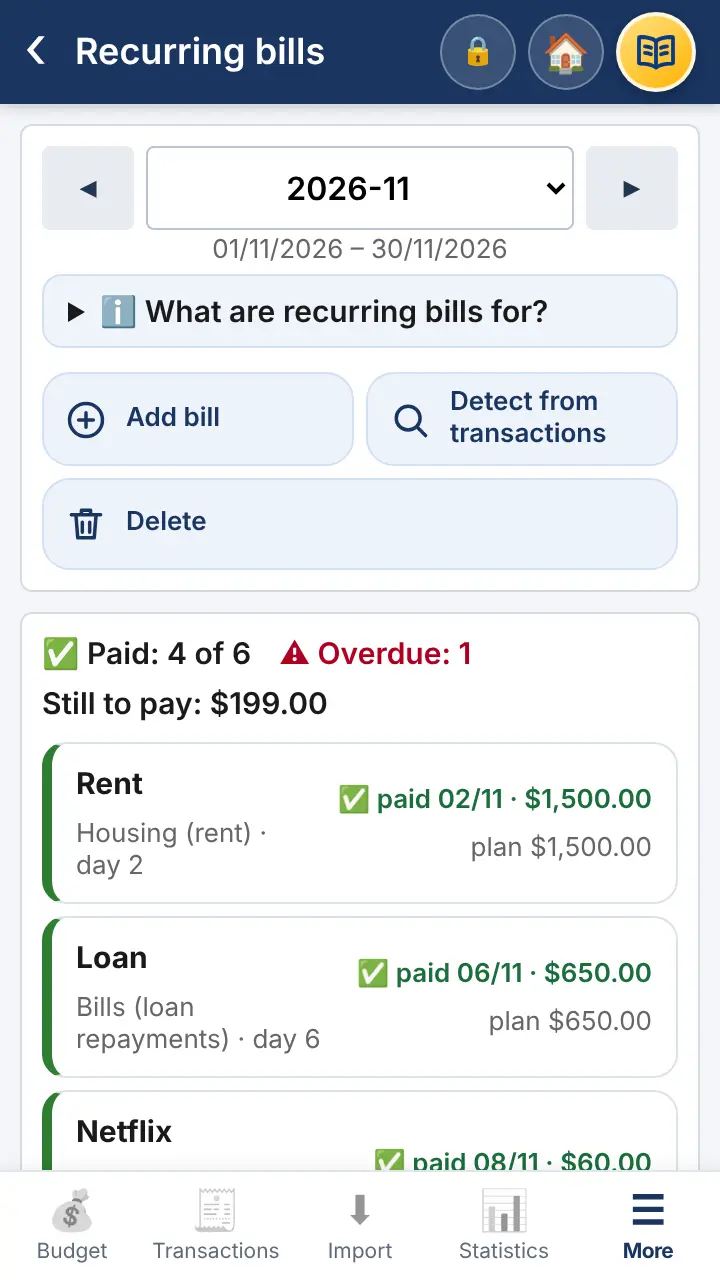 Recurring bills
2026-11
01/11/2026 – 30/11/2026
What are recurring bills for?
Add bill
Detect from
transactions
Delete
✅ Paid: 4 of 6 ⚠ Overdue: 1
Still to pay: $199.00
Rent
✅ paid 02/11 · $1,500.00
Housing (rent) ·
day 2
plan $1,500.00
Loan
✅ paid 06/11 · $650.00
Bills (loan
repayments) · day 6
plan $650.00
Netflix
✅ paid 08/11 · $60.00
Budget
Transactions
Import
Statistics
More